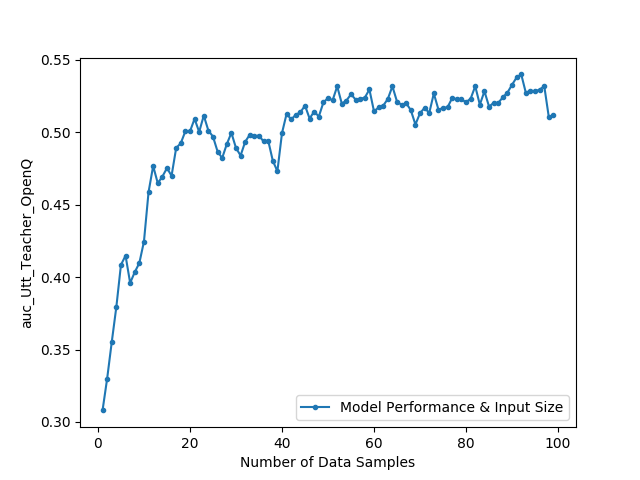 0.55
0.50
0.45
0.40
0.35
0.30
auc_Utt_Teacher_OpenQ
Model Performance & Input Size
0 20 40 60 80 100
Number of Data Samples